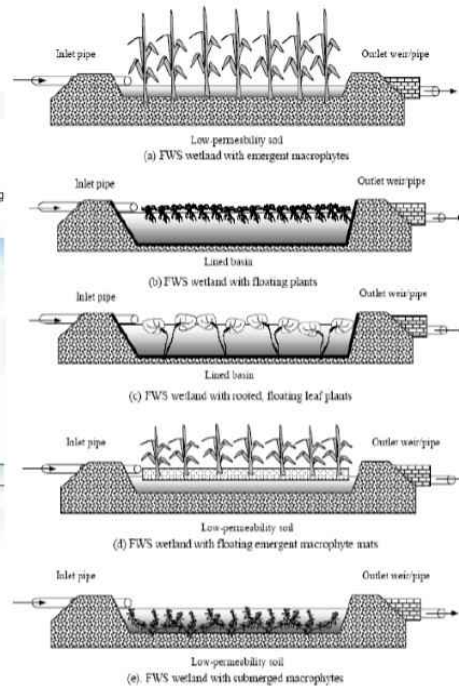 Inlet pipe
Outlet weir/pipe
Low-permesbility soil
(a) FWS wetland with emergent macrophytes
Inlet pipe
Outlet weir/pipe
Lined basin
(b) FWS wetland with floating plants
Inlet pipe
Outlet weir/pipe
Lined basin
(c) FWS wetland with rooted, floating leaf plants
Inlet pipe
Outlet weir/pipe
Low-permeability soil
(d) FWS wetland with floating emergent macrophyte mats
Inlet pipe
Outlet weir/pipe
Low-permeability soil
(e). FWS wetland with submerged macrophytes